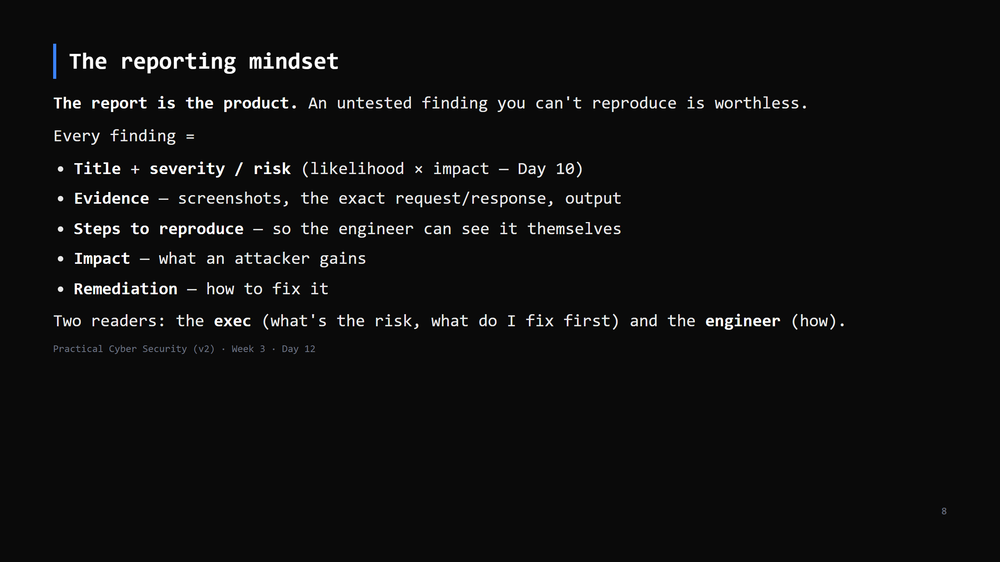 The reporting mindset
The report is the product. An untested finding you can't reproduce is worthless.
Every finding =
• Title + severity / risk (likelihood × impact — Day 10)
• Evidence — screenshots, the exact request/response, output
• Steps to reproduce — so the engineer can see it themselves
• Impact — what an attacker gains
• Remediation — how to fix it
Two readers: the exec (what's the risk, what do I fix first) and the engineer (how).
Practical Cyber Security (v2) · Week 3 · Day 12
8